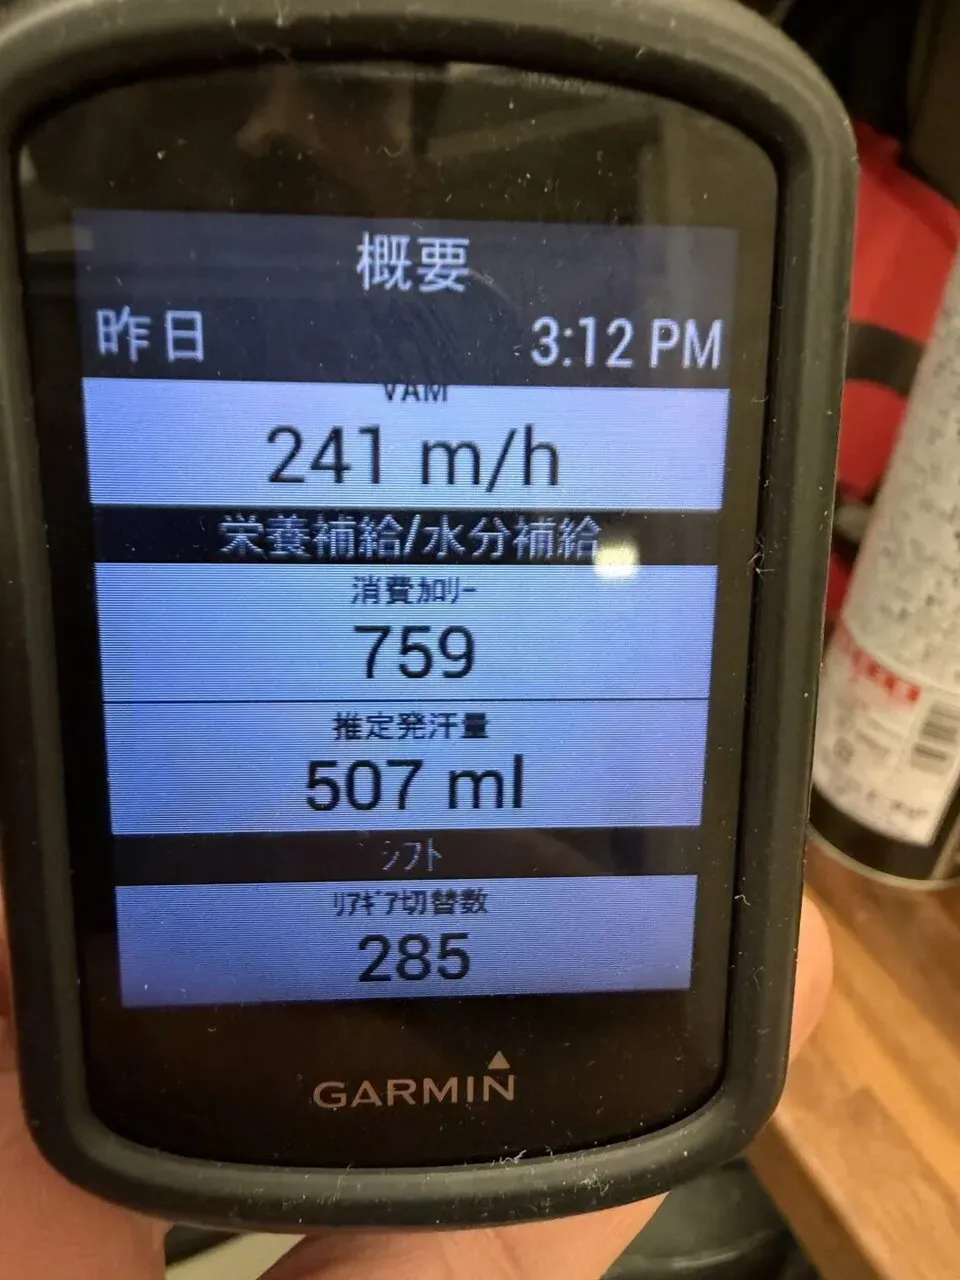 概要
昨日 3:12 PM
VAM
241 m/h
栄養補給/水分補給
消費ｶﾛﾘｰ
759
推定発汗量
507 ml
シフト
ﾘｱｷﾞｱ切替数
285
GARMIN